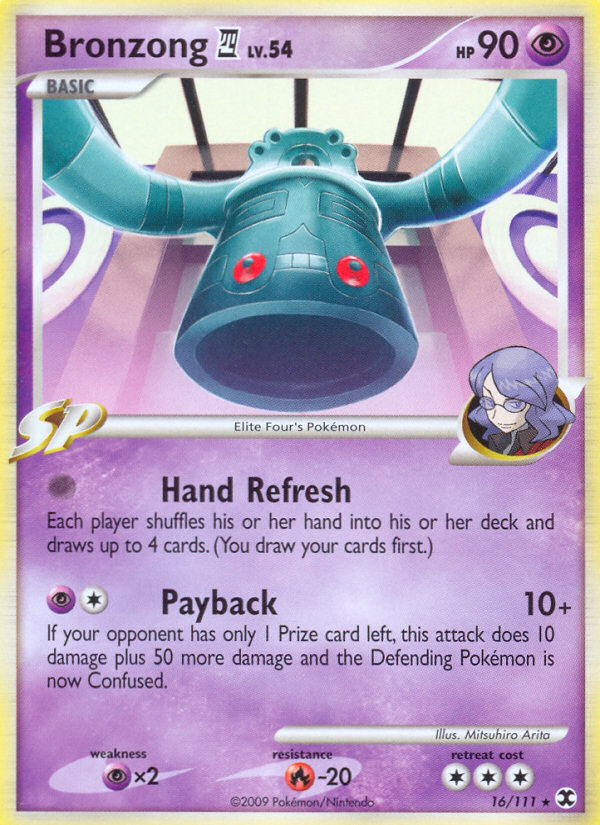 Bronzong 四 LV.54 HP 90
BASIC
SP
Elite Four's Pokémon
Hand Refresh
Each player shuffles his or her hand into his or her deck and
draws up to 4 cards. (You draw your cards first.)
Payback 10+
If your opponent has only 1 Prize card left, this attack does 10
damage plus 50 more damage and the Defending Pokémon is
now Confused.
Illus. Mitsuhiro Arita
weakness resistance retreat cost
×2 -20
©2009 Pokémon/Nintendo 16/111 ★